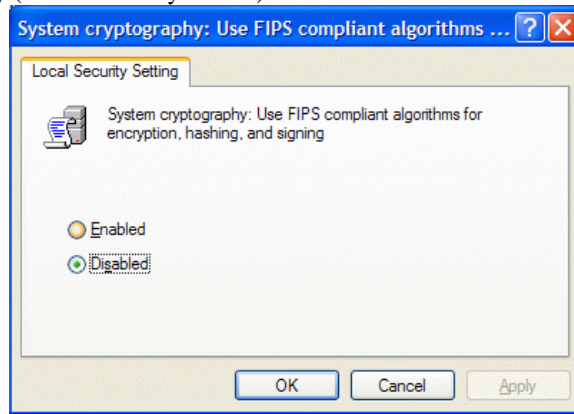 System cryptography: Use FIPS compliant algorithms ...
Local Security Setting
System cryptography: Use FIPS compliant algorithms for
encryption, hashing, and signing
Enabled
Disabled
OK Cancel Apply